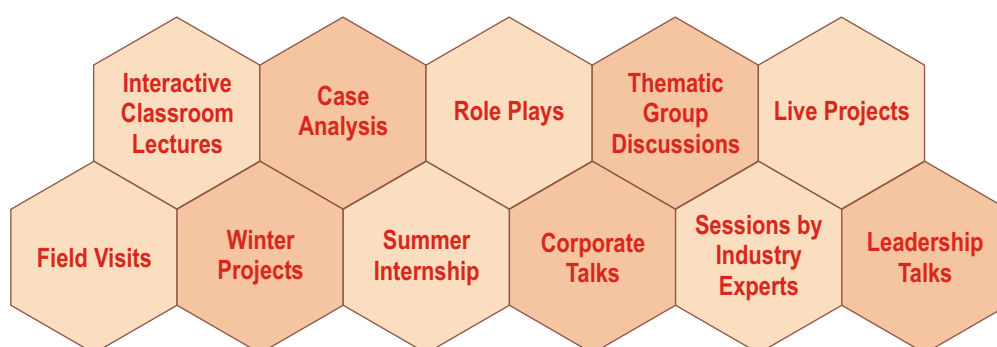 Interactive
Classroom
Lectures
Case
Analysis
Role Plays
Thematic
Group
Discussions
Live Projects
Field Visits
Winter
Projects
Summer
Internship
Corporate
Talks
Sessions by
Industry
Experts
Leadership
Talks